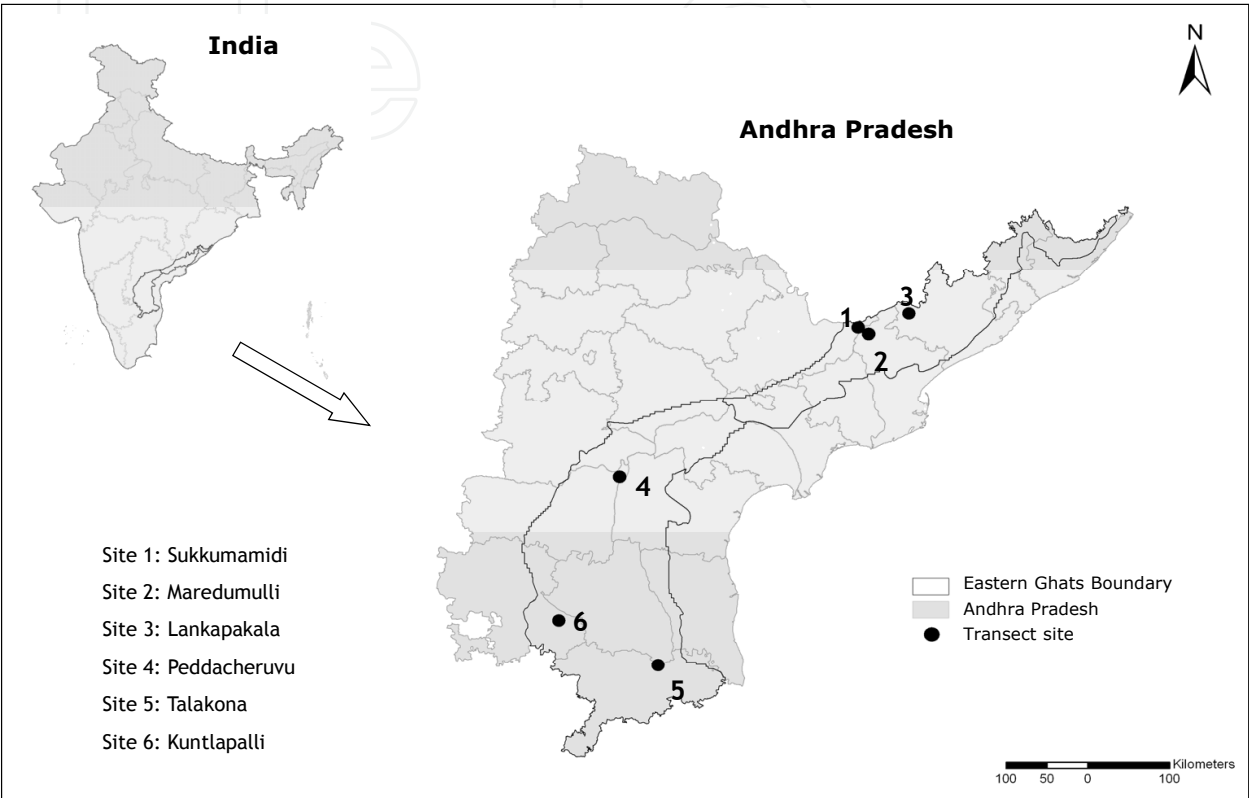 India
N
Andhra Pradesh
3
1
2
4
Site 1: Sukkumamidi
Site 2: Maredumulli
Site 3: Lankapakala
Site 4: Peddacheruvu
Site 5: Talakona
Site 6: Kuntlapalli
6
5
Eastern Ghats Boundary
Andhra Pradesh
Transect site
Kilometers
100 50 0 100